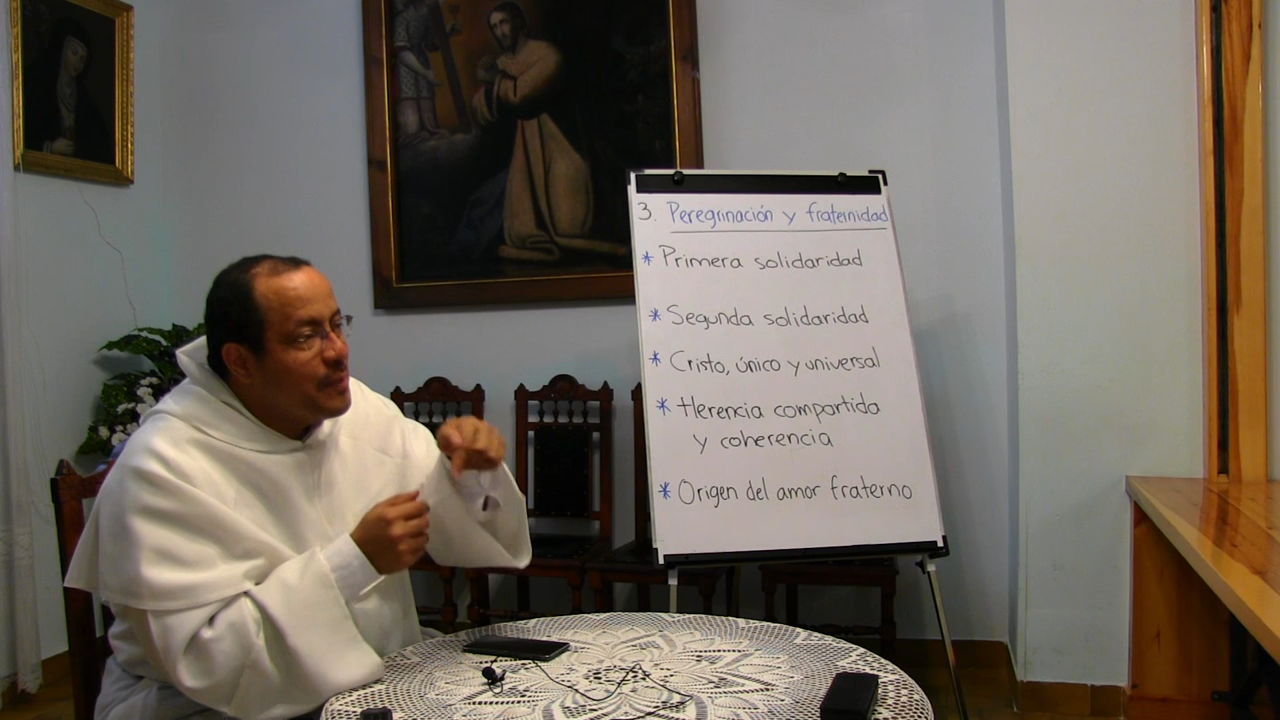 3. Peregrinación y fraternidad
* Primera solidaridad
* Segunda solidaridad
* Cristo, único y universal
* Herencia compartida
y coherencia
* Origen del amor fraterno